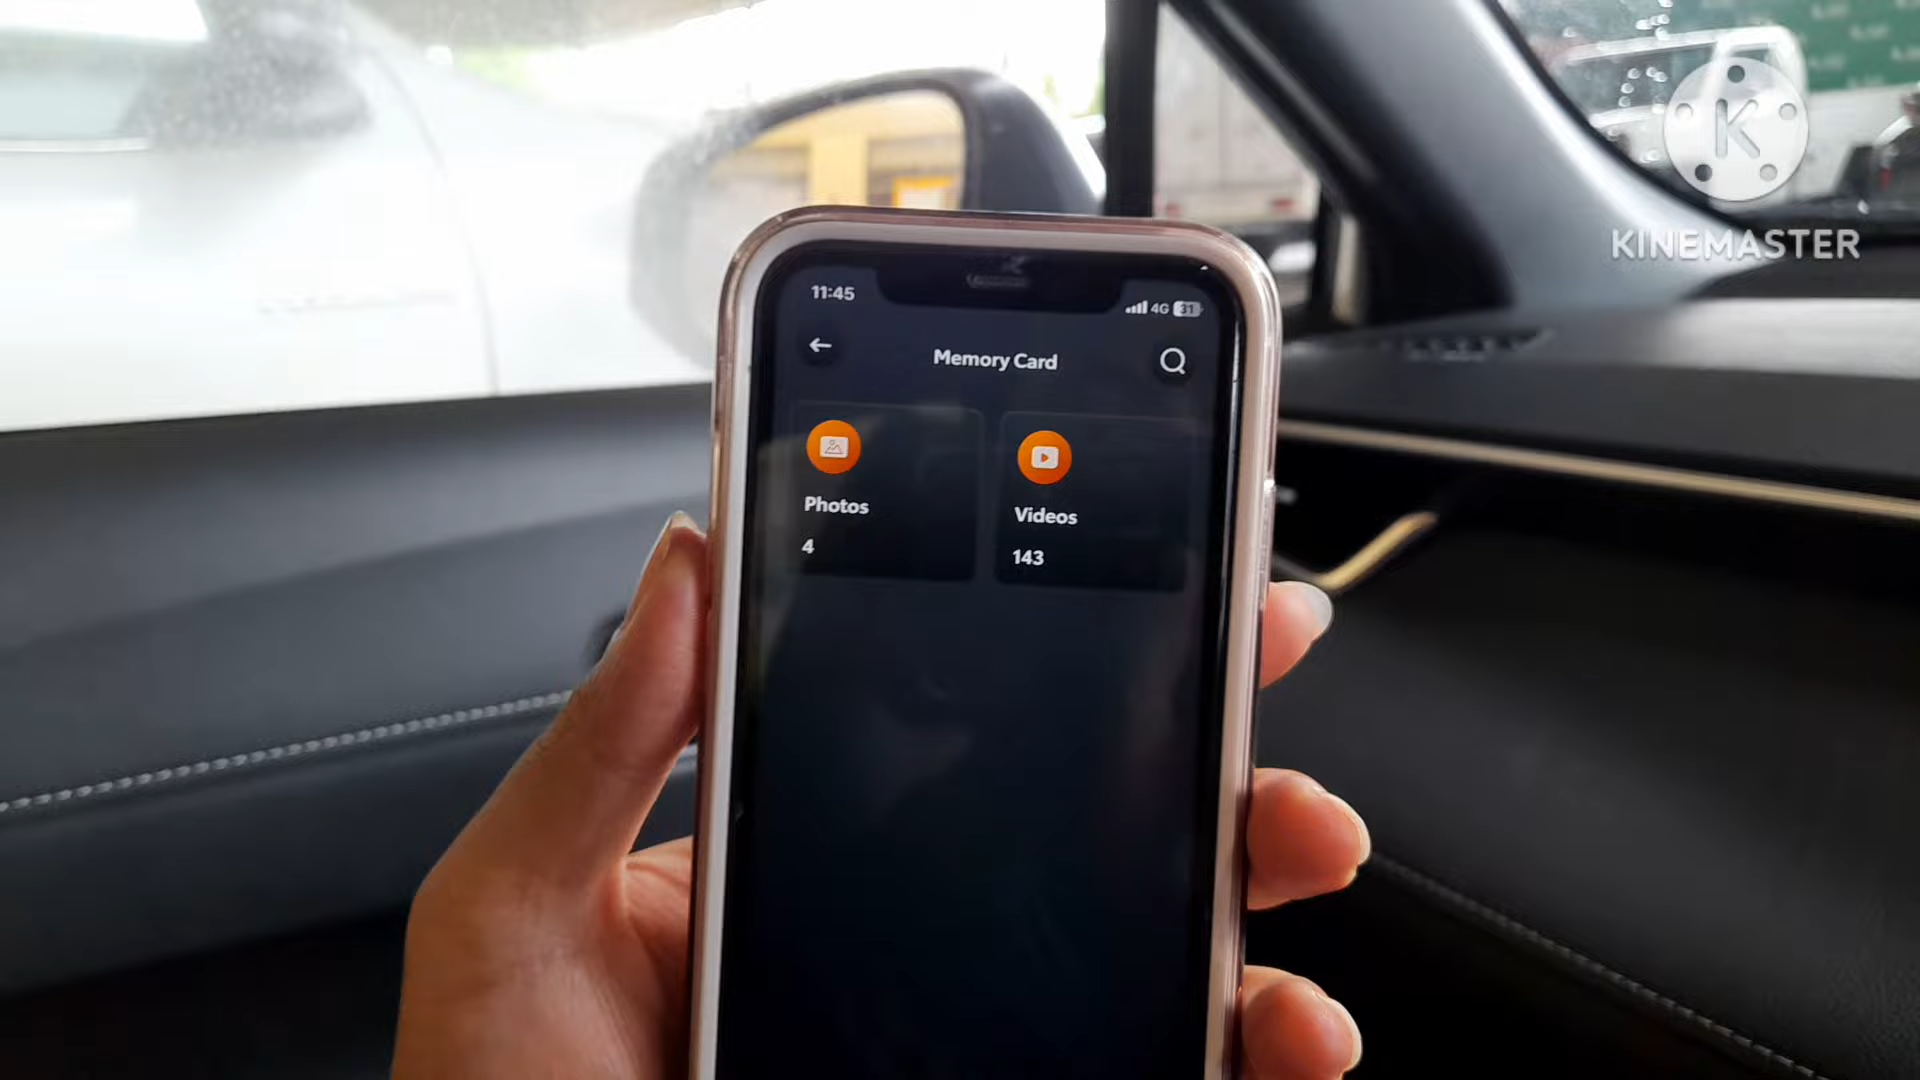 11:45
4G 31
Memory Card
Photos
Videos
4
143
K
KINEMASTER